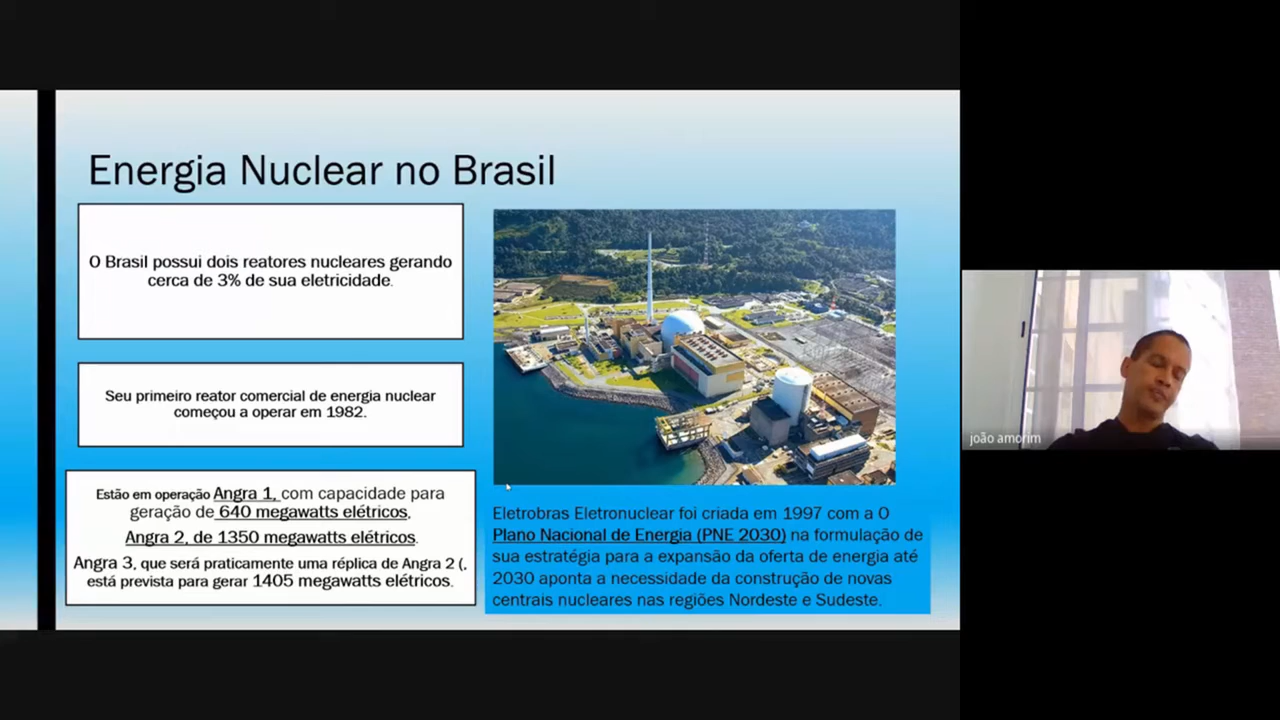 Energia Nuclear no Brasil
O Brasil possui dois reatores nucleares gerando
cerca de 3% de sua eletricidade.
Seu primeiro reator comercial de energia nuclear
começou a operar em 1982.
Estão em operação Angra 1, com capacidade para
geração de 640 megawatts elétricos,
Angra 2, de 1350 megawatts elétricos.
Angra 3, que será praticamente uma réplica de Angra 2 (,
está prevista para gerar 1405 megawatts elétricos.
Eletrobras Eletronuclear foi criada em 1997 com a O
Plano Nacional de Energia (PNE 2030) na formulação de
sua estratégia para a expansão da oferta de energia até
2030 aponta a necessidade da construção de novas
centrais nucleares nas regiões Nordeste e Sudeste.
joão amorim